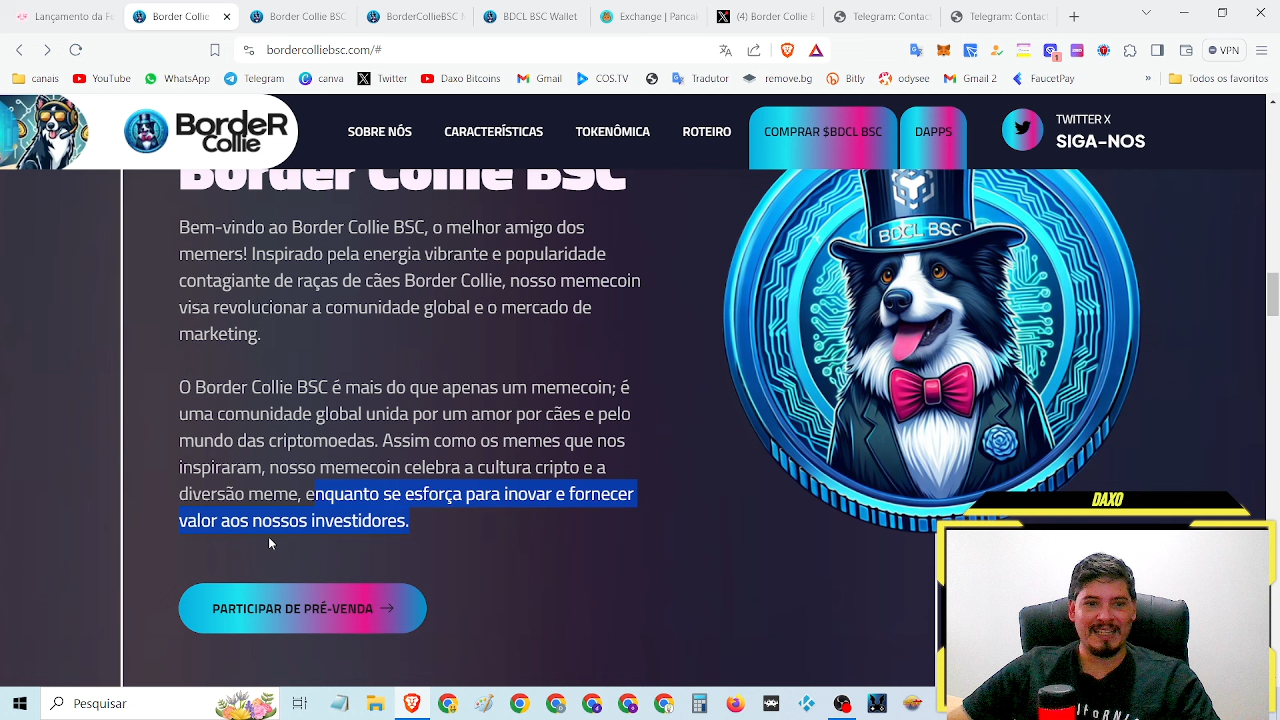 Lançamento da Fe
Border Collie
Border Collie BSC
BorderCollieBSC
BDCL BSC Wallet
Exchange | Panca
(4) Border Collie B
Telegram: Contac
Telegram: Contac
bordercolliebsc.com/#
VPN
canais
YouTube
WhatsApp
Telegram
canva
Twitter
Daxo Bitcoins
Gmail
COS.TV
Tradutor
remove.bg
Bitly
odysee
Gmail 2
FaucetPay
»
Todos os favoritos
BordeR
Collie
SOBRE NÓS
CARACTERÍSTICAS
TOKENÔMICA
ROTEIRO
COMPRAR $BDCL BSC
DAPPS
TWITTER X
SIGA-NOS
Border Collie BSC
Bem-vindo ao Border Collie BSC, o melhor amigo dos
memers! Inspirado pela energia vibrante e popularidade
contagiante de raças de cães Border Collie, nosso memecoin
visa revolucionar a comunidade global e o mercado de
marketing.
O Border Collie BSC é mais do que apenas um memecoin; é
uma comunidade global unida por um amor por cães e pelo
mundo das criptomoedas. Assim como os memes que nos
inspiraram, nosso memecoin celebra a cultura cripto e a
diversão meme, enquanto se esforça para inovar e fornecer
valor aos nossos investidores.
PARTICIPAR DE PRÉ-VENDA
BDCL BSC
DAXO
Pesquisar